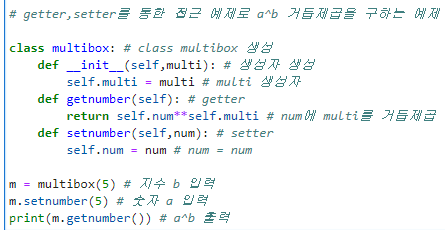 # getter,setter를 통한 접근 예제로 a^b 거듭제곱을 구하는 예제
class multibox: # class multibox 생성
    def __init__(self,multi): # 생성자 생성
        self.multi = multi # multi 생성자
    def getnumber(self): # getter
        return self.num**self.multi # num에 multi를 거듭제곱
    def setnumber(self,num): # setter
        self.num = num # num = num
m = multibox(5) # 지수 b 입력
m.setnumber(5) # 숫자 a 입력
print(m.getnumber()) # a^b 출력